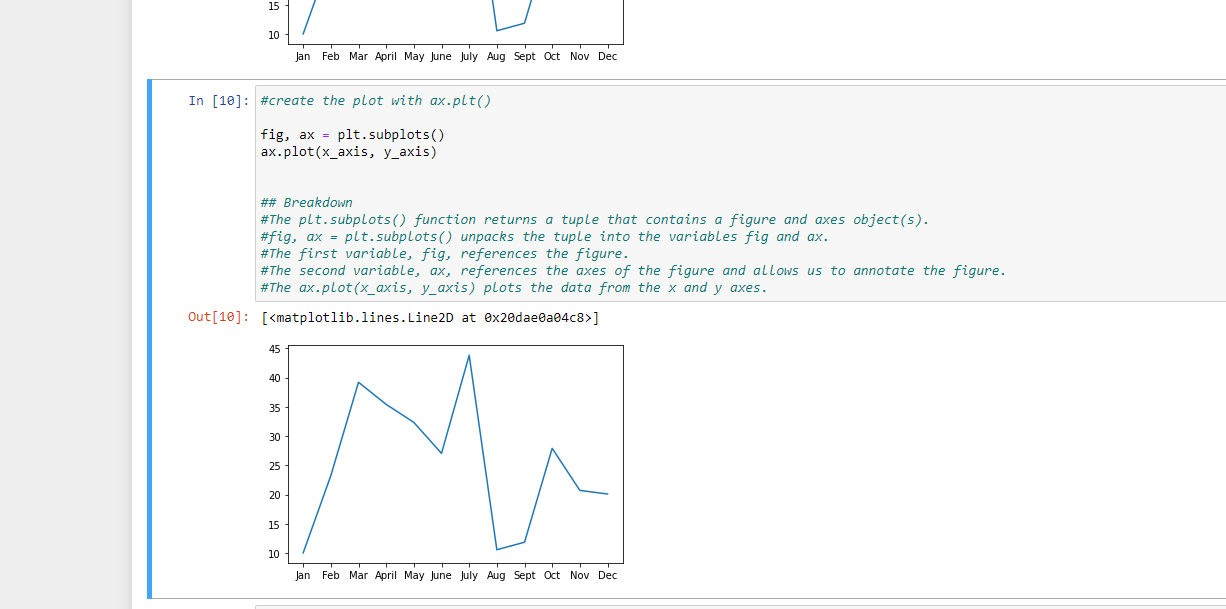 15
10
Jan Feb Mar April May June July Aug Sept Oct Nov Dec
In [10]: #create the plot with ax.plt()
fig, ax = plt.subplots()
ax.plot(x_axis, y_axis)
## Breakdown
#The plt.subplots() function returns a tuple that contains a figure and axes object(s).
#fig, ax = plt.subplots() unpacks the tuple into the variables fig and ax.
#The first variable, fig, references the figure.
#The second variable, ax, references the axes of the figure and allows us to annotate the figure.
#The ax.plot(x_axis, y_axis) plots the data from the x and y axes.
Out[10]: [<matplotlib.lines.Line2D at 0x20dae0a04c8>]
45
40
35
30
25
20
15
10
Jan Feb Mar April May June July Aug Sept Oct Nov Dec